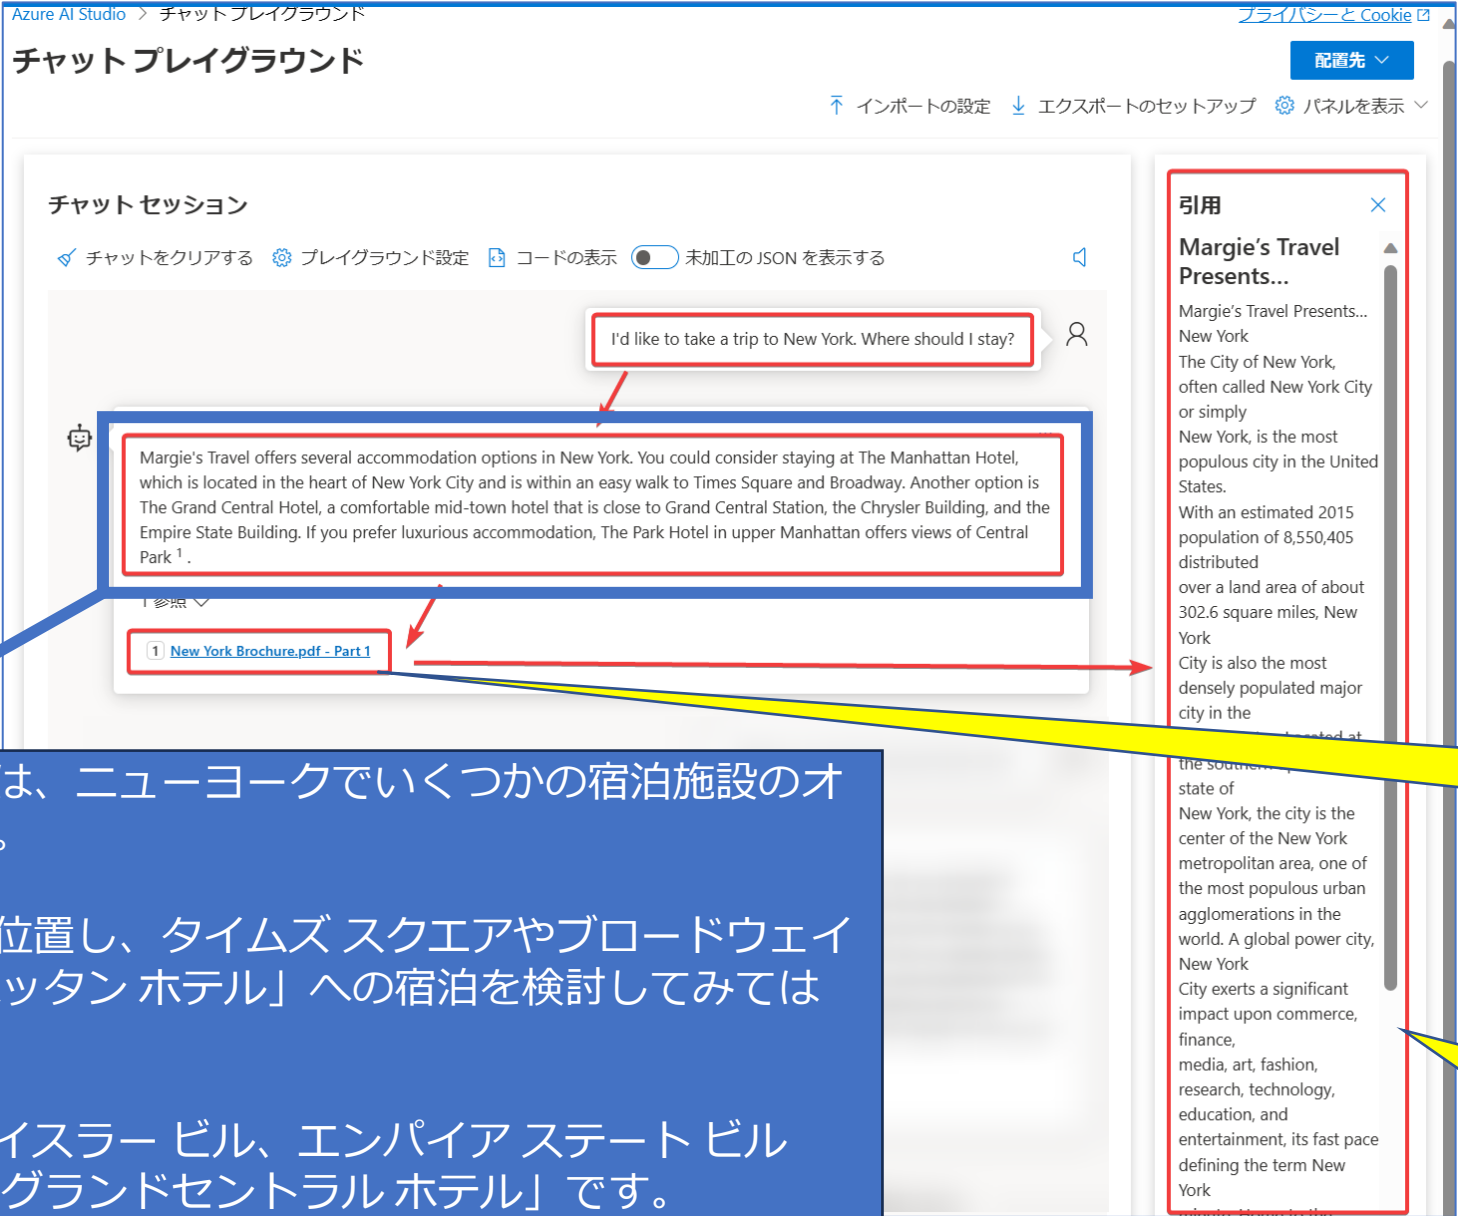 Azure AI Studio > チャット プレイグラウンド
プライバシーと Cookie
チャット プレイグラウンド
配置先
インポートの設定 エクスポートのセットアップ パネルを表示
チャット セッション
チャットをクリアする プレイグラウンド設定 コードの表示 未加工の JSON を表示する
I'd like to take a trip to New York. Where should I stay?
Margie's Travel offers several accommodation options in New York. You could consider staying at The Manhattan Hotel,
which is located in the heart of New York City and is within an easy walk to Times Square and Broadway. Another option is
The Grand Central Hotel, a comfortable mid-town hotel that is close to Grand Central Station, the Chrysler Building, and the
Empire State Building. If you prefer luxurious accommodation, The Park Hotel in upper Manhattan offers views of Central
Park 1 .
1 参照
1 New York Brochure.pdf - Part 1
は、ニューヨークでいくつかの宿泊施設のオ
。
位置し、タイムズ スクエアやブロードウェイ
ッタン ホテル」への宿泊を検討してみては
イスラー ビル、エンパイア ステート ビル
グランドセントラル ホテル」です。
引用
Margie's Travel
Presents...
Margie's Travel Presents...
New York
The City of New York,
often called New York City
or simply
New York, is the most
populous city in the United
States.
With an estimated 2015
population of 8,550,405
distributed
over a land area of about
302.6 square miles, New
York
City is also the most
densely populated major
city in the
at
the southern
state of
New York, the city is the
center of the New York
metropolitan area, one of
the most populous urban
agglomerations in the
world. A global power city,
New York
City exerts a significant
impact upon commerce,
finance,
media, art, fashion,
research, technology,
education, and
entertainment, its fast pace
defining the term New
York
minute. Home to the